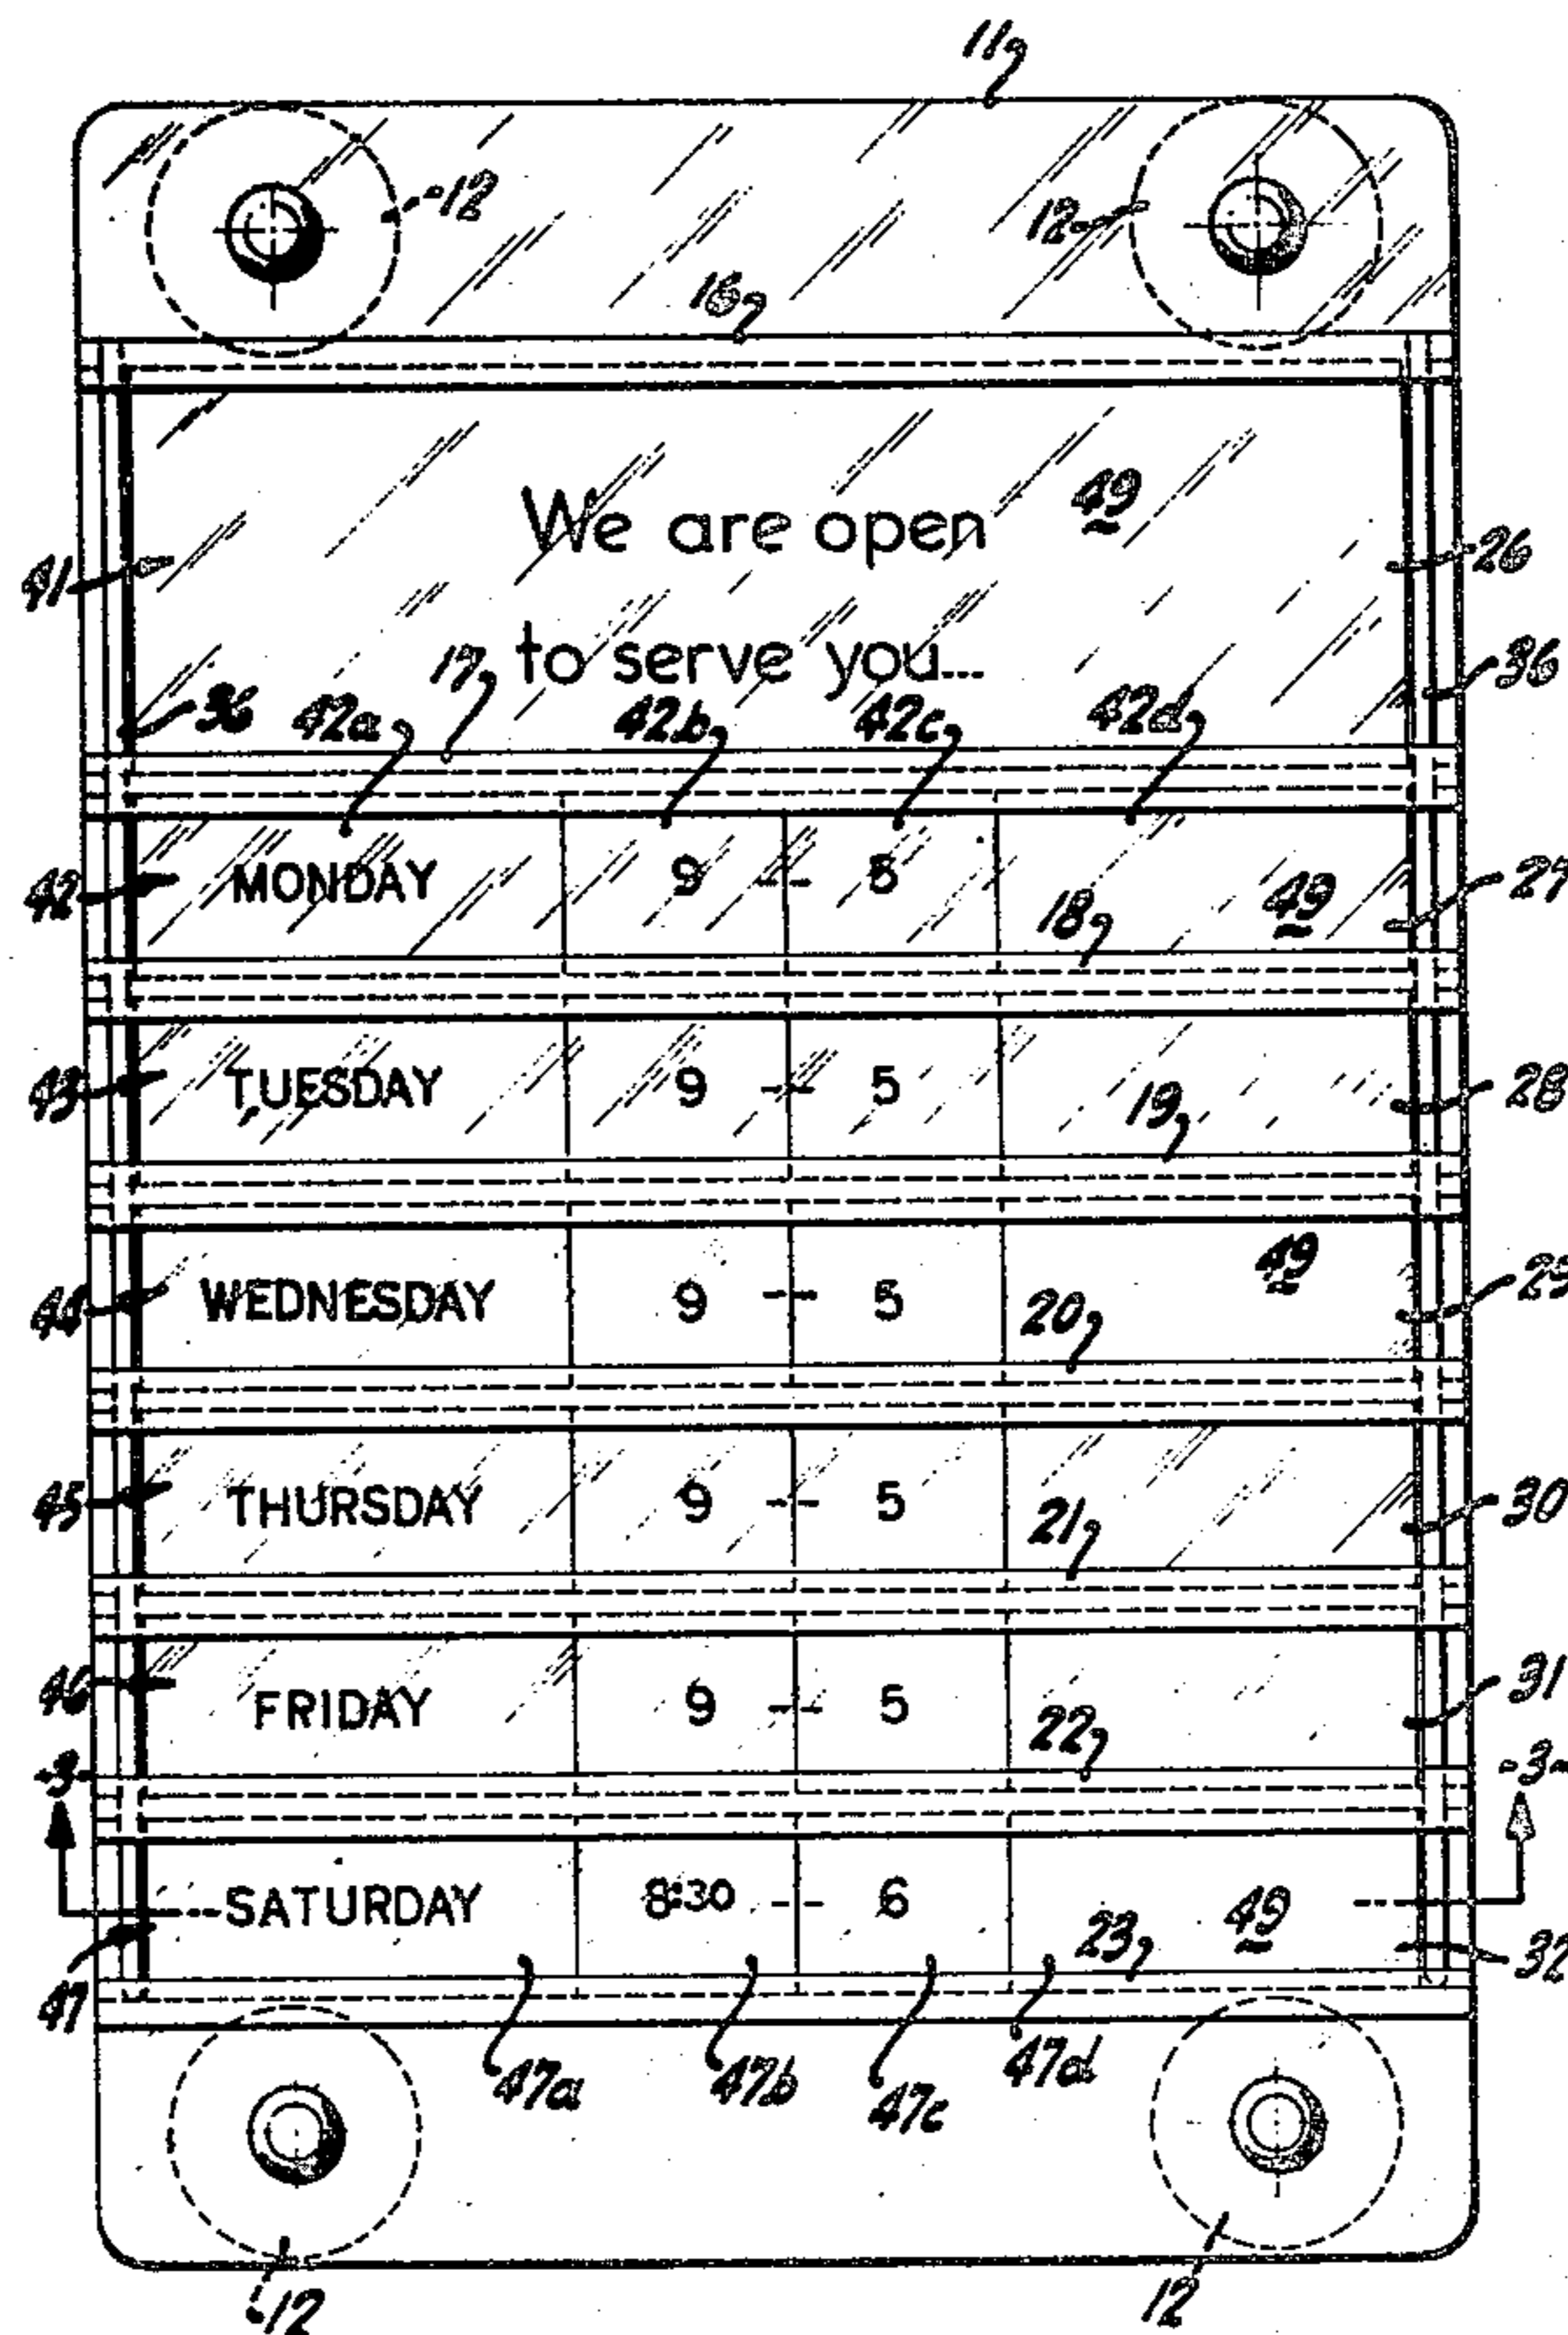 11
12 12
16
We are open 49
41 26
to serve you...
17 36
36 42a 42b 42c 42d
42 MONDAY 9 -- 5 18 49 27
43 TUESDAY 9 -- 5 19 28
49
44 WEDNESDAY 9 -- 5 20 29
45 THURSDAY 9 -- 5 21 30
46 FRIDAY 9 -- 5 22 31
-3- -3-
SATURDAY 8:30 -- 6 49
47 23 32
47a 47b 47c 47d
12 12